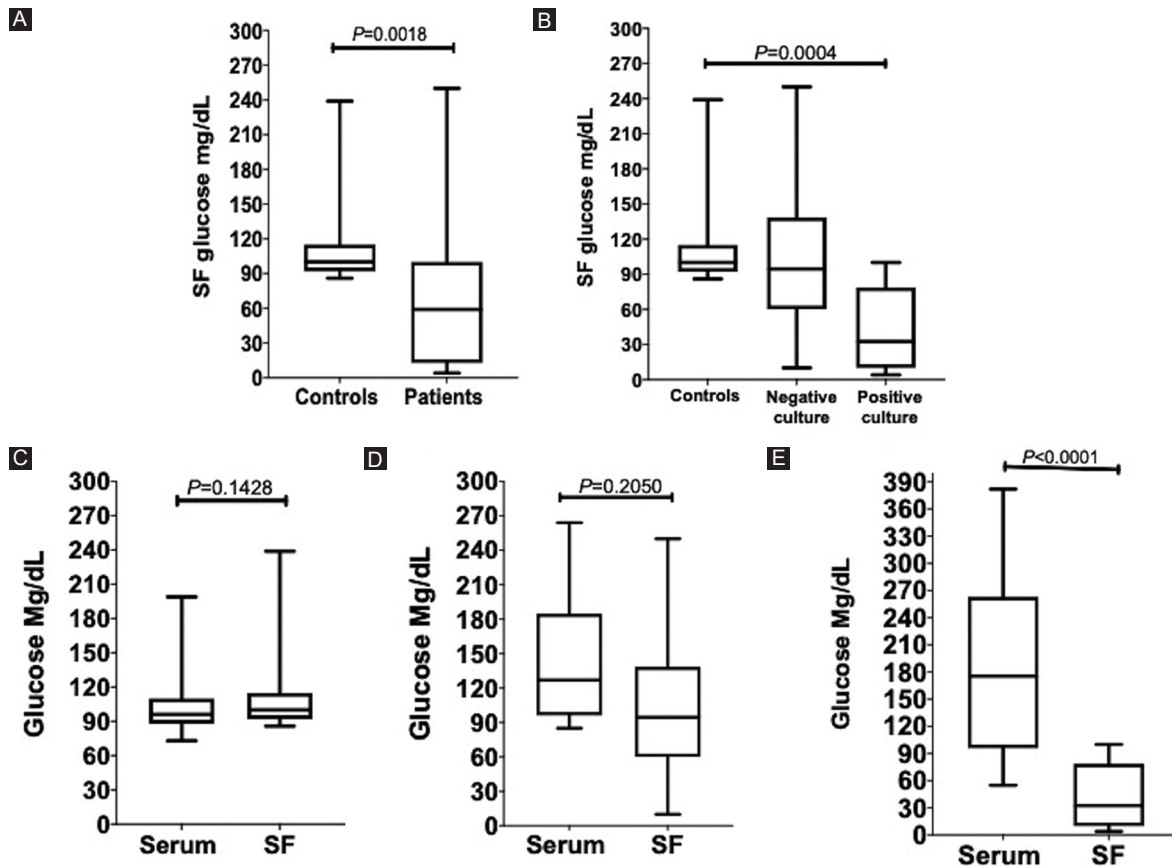 A
SF glucose mg/dL
300
270
240
210
180
150
120
90
60
30
0
P=0.0018
Controls Patients
B
SF glucose mg/dL
300
270
240
210
180
150
120
90
60
30
0
P=0.0004
Controls
Negative
culture
Positive
culture
C
Glucose Mg/dL
300
270
240
210
180
150
120
90
60
30
0
P=0.1428
Serum SF
D
Glucose Mg/dL
300
270
240
210
180
150
120
90
60
30
0
P=0.2050
Serum SF
E
Glucose Mg/dL
390
360
330
300
270
240
210
180
150
120
90
60
30
0
P<0.0001
Serum SF